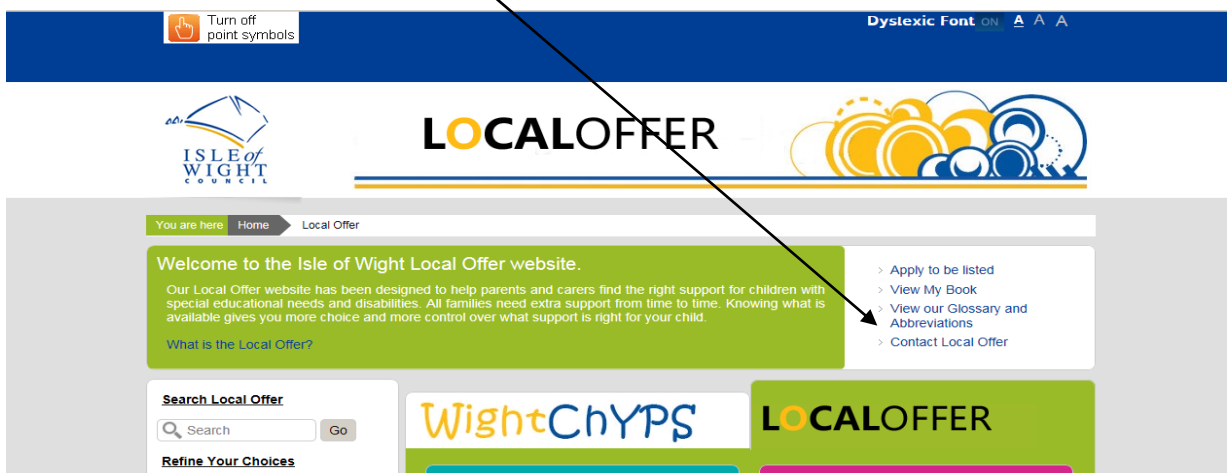 Turn off
point symbols
Dyslexic Font ON A A A
ISLE of
WIGHT
COUNCIL
LOCALOFFER
You are here Home Local Offer
Welcome to the Isle of Wight Local Offer website.
Our Local Offer website has been designed to help parents and carers find the right support for children with
special educational needs and disabilities. All families need extra support from time to time. Knowing what is
available gives you more choice and more control over what support is right for your child.
What is the Local Offer?
> Apply to be listed
> View My Book
> View our Glossary and
Abbreviations
> Contact Local Offer
Search Local Offer
Search Go
Refine Your Choices
WightChYPS
LOCALOFFER